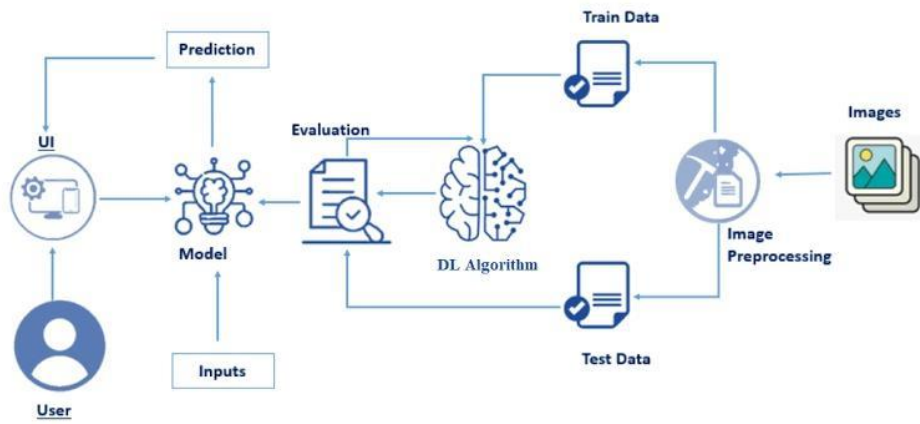 Train Data
Prediction
Images
Evaluation
UI
Model
DL Algorithm
Image
Preprocessing
Test Data
Inputs
User